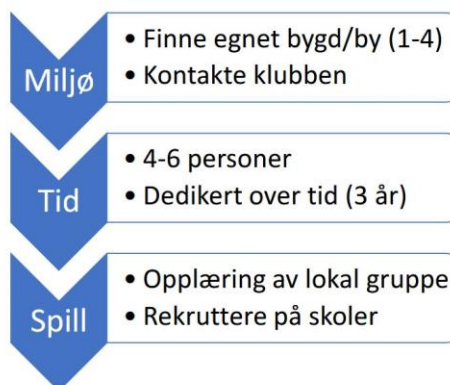 Miljø
• Finne egnet bygd/by (1-4)
• Kontakte klubben
Tid
• 4-6 personer
• Dedikert over tid (3 år)
Spill
• Opplæring av lokal gruppe
• Rekruttere på skoler